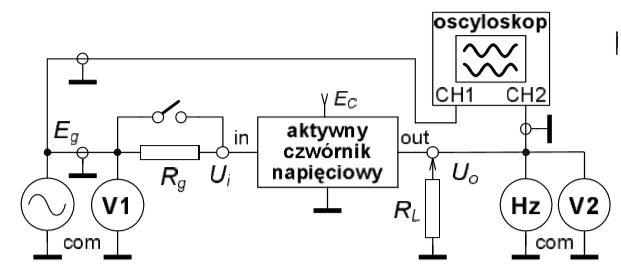 oscyloskop
CH1 CH2
E_C
E_g
in
aktywny
czwórnik
napięciowy
out
R_g
U_i
U_o
V1
R_L
Hz
V2
com
com